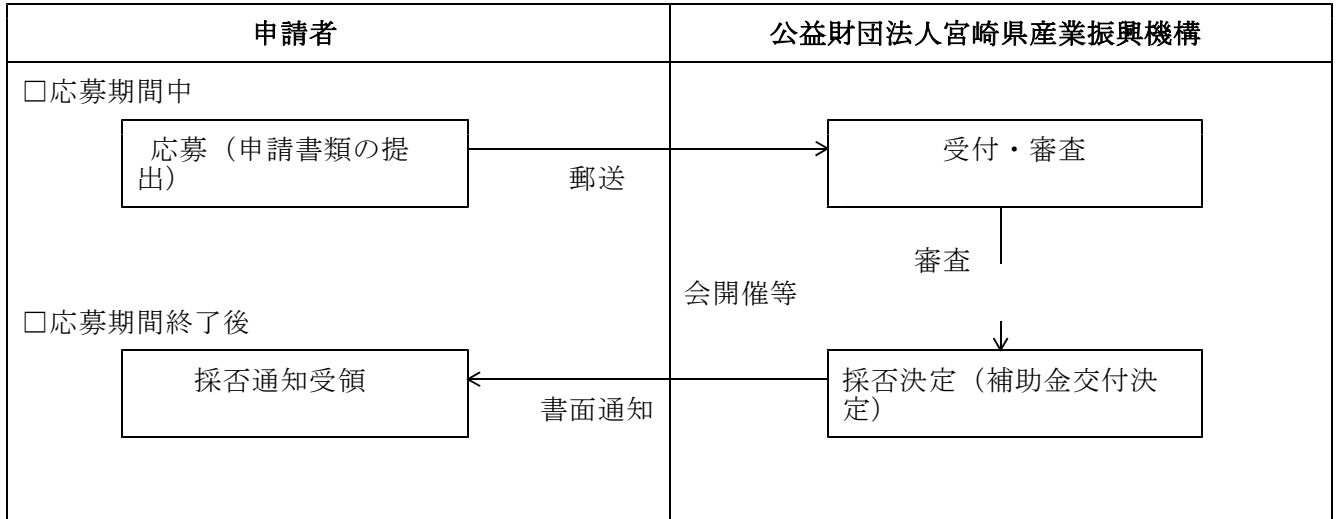 申請者
公益財団法人宮崎県産業振興機構
□応募期間中
応募（申請書類の提
出）
郵送
受付・審査
審査
会開催等
□応募期間終了後
採否通知受領
書面通知
採否決定（補助金交付決
定）